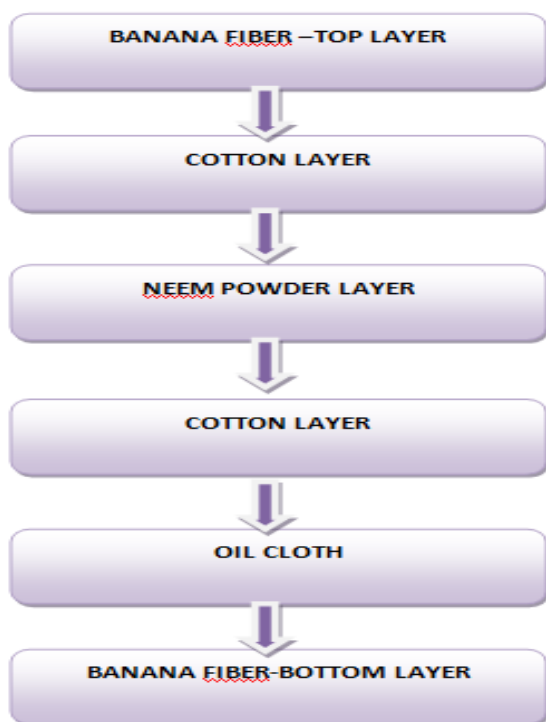 BANANA FIBER –TOP LAYER
COTTON LAYER
NEEM POWDER LAYER
COTTON LAYER
OIL CLOTH
BANANA FIBER-BOTTOM LAYER